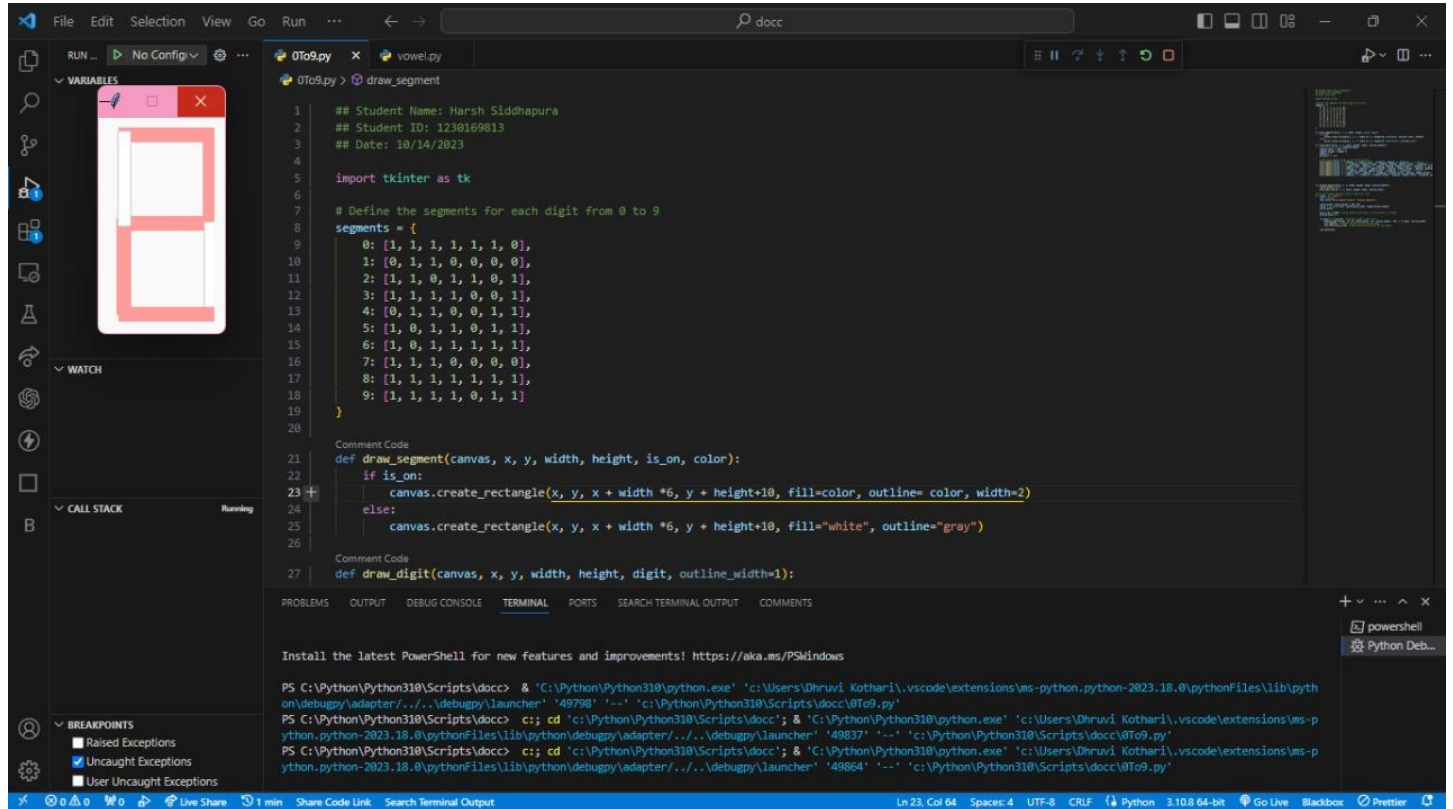 File Edit Selection View Go Run ··· docc
RUN ... No Config
0To9.py vowel.py
VARIABLES
0To9.py > draw_segment
1 ## Student Name: Harsh Siddhapura
2 ## Student ID: 1230169813
3 ## Date: 10/14/2023
4
5 import tkinter as tk
6
7 # Define the segments for each digit from 0 to 9
8 segments = {
9 0: [1, 1, 1, 1, 1, 1, 0],
10 1: [0, 1, 1, 0, 0, 0, 0],
11 2: [1, 1, 0, 1, 1, 0, 1],
12 3: [1, 1, 1, 1, 0, 0, 1],
13 4: [0, 1, 1, 0, 0, 1, 1],
14 5: [1, 0, 1, 1, 0, 1, 1],
15 6: [1, 0, 1, 1, 1, 1, 1],
16 7: [1, 1, 1, 0, 0, 0, 0],
17 8: [1, 1, 1, 1, 1, 1, 1],
18 9: [1, 1, 1, 1, 0, 1, 1]
19 }
20
Comment Code
21 def draw_segment(canvas, x, y, width, height, is_on, color):
22 if is_on:
23 canvas.create_rectangle(x, y, x + width *6, y + height+10, fill=color, outline= color, width=2)
24 else:
25 canvas.create_rectangle(x, y, x + width *6, y + height+10, fill="white", outline="gray")
26
Comment Code
27 def draw_digit(canvas, x, y, width, height, digit, outline_width=1):
WATCH
CALL STACK Running
BREAKPOINTS
Raised Exceptions
Uncaught Exceptions
User Uncaught Exceptions
PROBLEMS OUTPUT DEBUG CONSOLE TERMINAL PORTS SEARCH TERMINAL OUTPUT COMMENTS
powershell
Python Deb...
Install the latest PowerShell for new features and improvements! https://aka.ms/PSWindows
PS C:\Python\Python310\Scripts\docc> & 'C:\Python\Python310\python.exe' 'c:\Users\Dhruvi Kothari\.vscode\extensions\ms-python.python-2023.18.0\pythonFiles\lib\pyth
on\debugpy\adapter/../..\debugpy\launcher' '49798' '--' 'c:\Python\Python310\Scripts\docc\0To9.py'
PS C:\Python\Python310\Scripts\docc> c:; cd 'c:\Python\Python310\Scripts\docc'; & 'C:\Python\Python310\python.exe' 'c:\Users\Dhruvi Kothari\.vscode\extensions\ms-p
ython.python-2023.18.0\pythonFiles\lib\python\debugpy\adapter/../..\debugpy\launcher' '49837' '--' 'c:\Python\Python310\Scripts\docc\0To9.py'
PS C:\Python\Python310\Scripts\docc> c:; cd 'c:\Python\Python310\Scripts\docc'; & 'C:\Python\Python310\python.exe' 'c:\Users\Dhruvi Kothari\.vscode\extensions\ms-p
ython.python-2023.18.0\pythonFiles\lib\python\debugpy\adapter/../..\debugpy\launcher' '49864' '--' 'c:\Python\Python310\Scripts\docc\0To9.py'
0 0 0 Live Share 1 min Share Code Link Search Terminal Output Ln 23, Col 64 Spaces: 4 UTF-8 CRLF Python 3.10.8 64-bit Go Live Blackbox Prettier